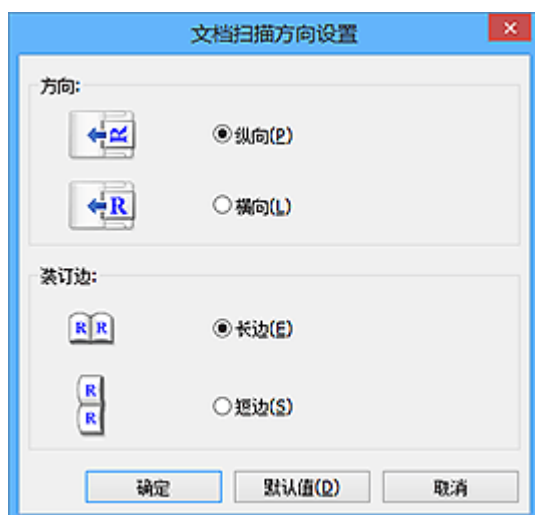 文档扫描方向设置
方向:
R
纵向(P)
R
横向(L)
装订边:
R R
长边(E)
R
R
短边(S)
确定 默认值(D) 取消